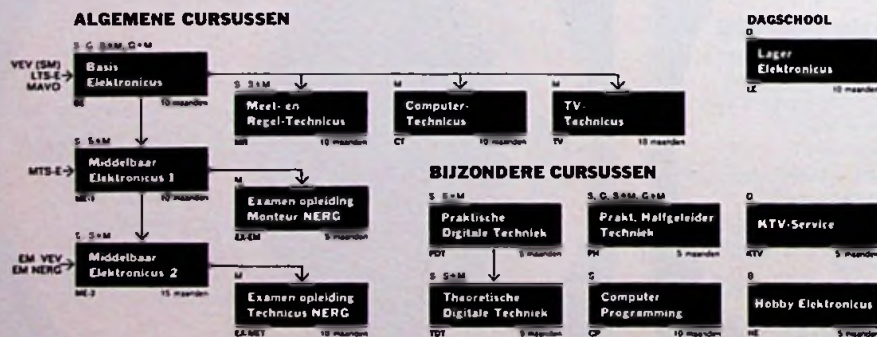 ALGEMENE CURSUSSEN
S G S+M, G+M
VEV (SM)
LTS-E
MAVO
Basis
Elektronicus
BE 10 maanden
S S+M
Meet- en
Regel-Technicus
MR 10 maanden
M
Computer-
Technicus
CT 10 maanden
M
TV-
Technicus
TV 10 maanden
S S+M
MTS-E
Middelbaar
Elektronicus 1
ME-1 10 maanden
M
Examen opleiding
Monteur NERG
EX-EM 5 maanden
S S+M
EM VEV
EM NERG
Middelbaar
Elektronicus 2
ME-2 15 maanden
M
Examen opleiding
Technicus NERG
10 maanden
DAGSCHOOL
Lager
Elektronicus
10 maanden
BIJZONDERE CURSUSSEN
S S+M
Praktische
Digitale Techniek
PDT 5 maanden
S, G, S+M, G+M
Prakt. Halfgeleider
Techniek
PH 5 maanden
KTV-Service
KTV 5 maanden
S S+M
Theoretische
Digitale Techniek
TDT 5 maanden
S
Computer
Programming
CP 10 maanden
Hobby Elektronicus
HE 5 maanden